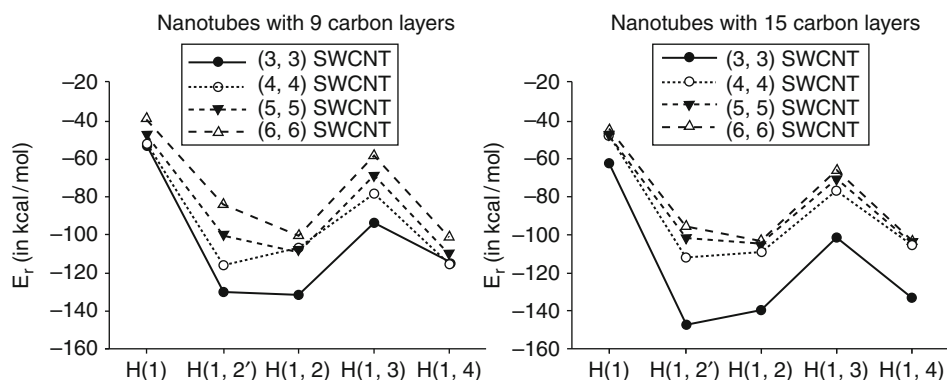 Nanotubes with 9 carbon layers
(3, 3) SWCNT
(4, 4) SWCNT
(5, 5) SWCNT
(6, 6) SWCNT
E_r (in kcal/mol)
−20
−40
−60
−80
−100
−120
−140
−160
H(1) H(1, 2′) H(1, 2) H(1, 3) H(1, 4)
Nanotubes with 15 carbon layers
(3, 3) SWCNT
(4, 4) SWCNT
(5, 5) SWCNT
(6, 6) SWCNT
E_r (in kcal/mol)
−20
−40
−60
−80
−100
−120
−140
−160
H(1) H(1, 2′) H(1, 2) H(1, 3) H(1, 4)